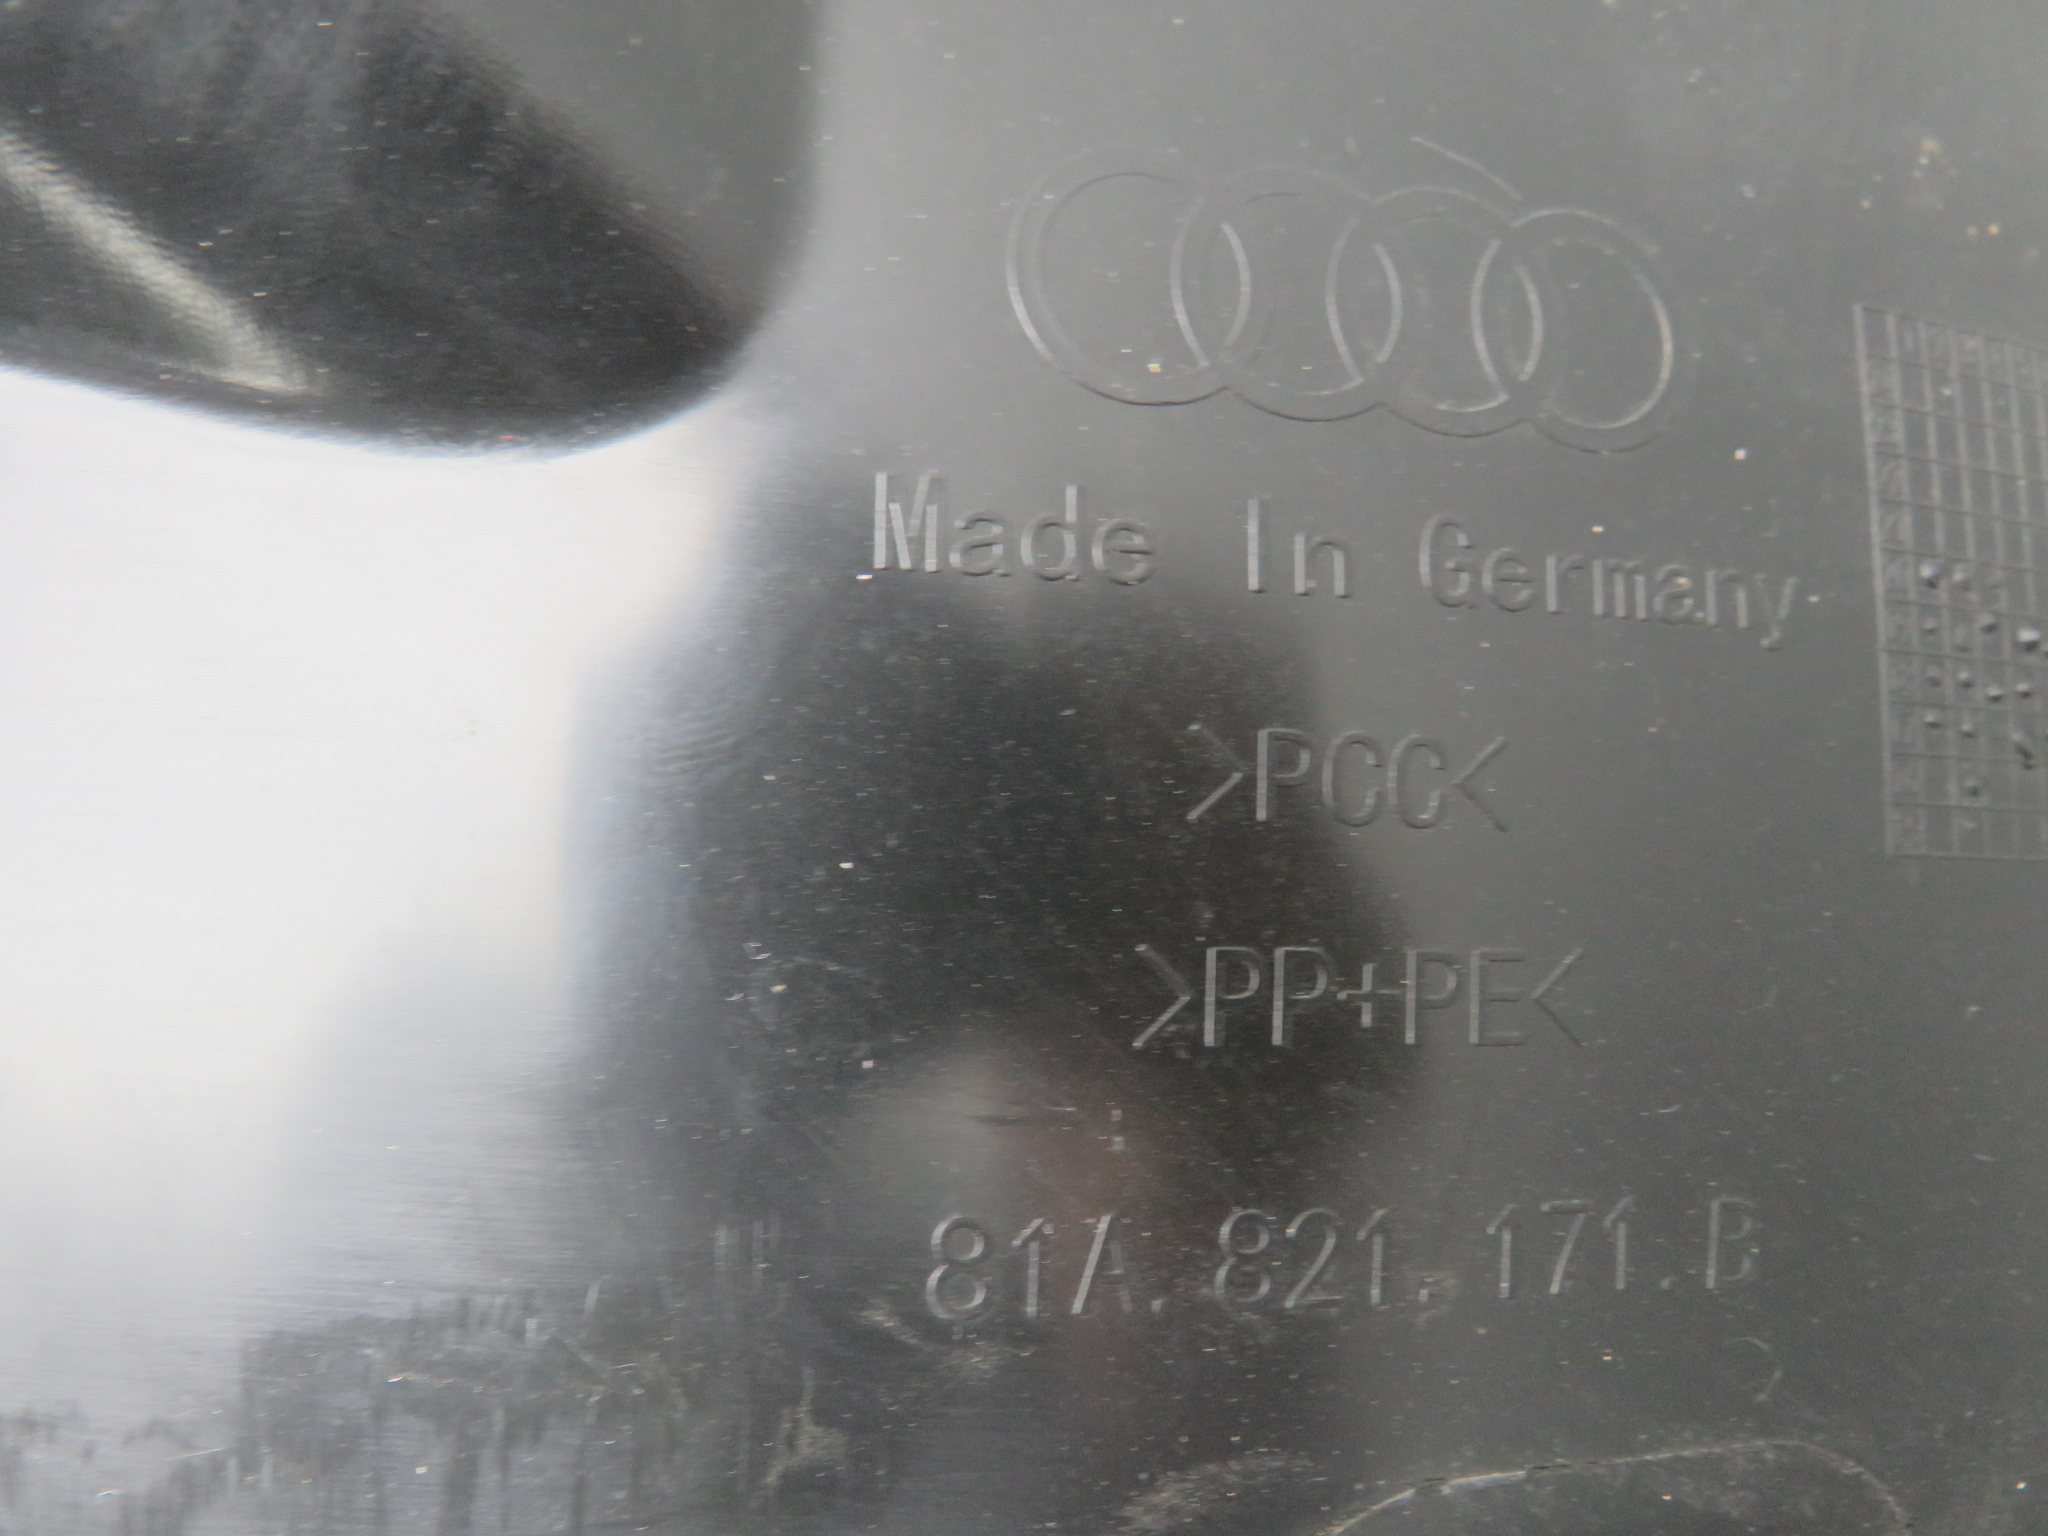 Made In Germany
>PCC<
>PP+PE<
81A.821.171.B